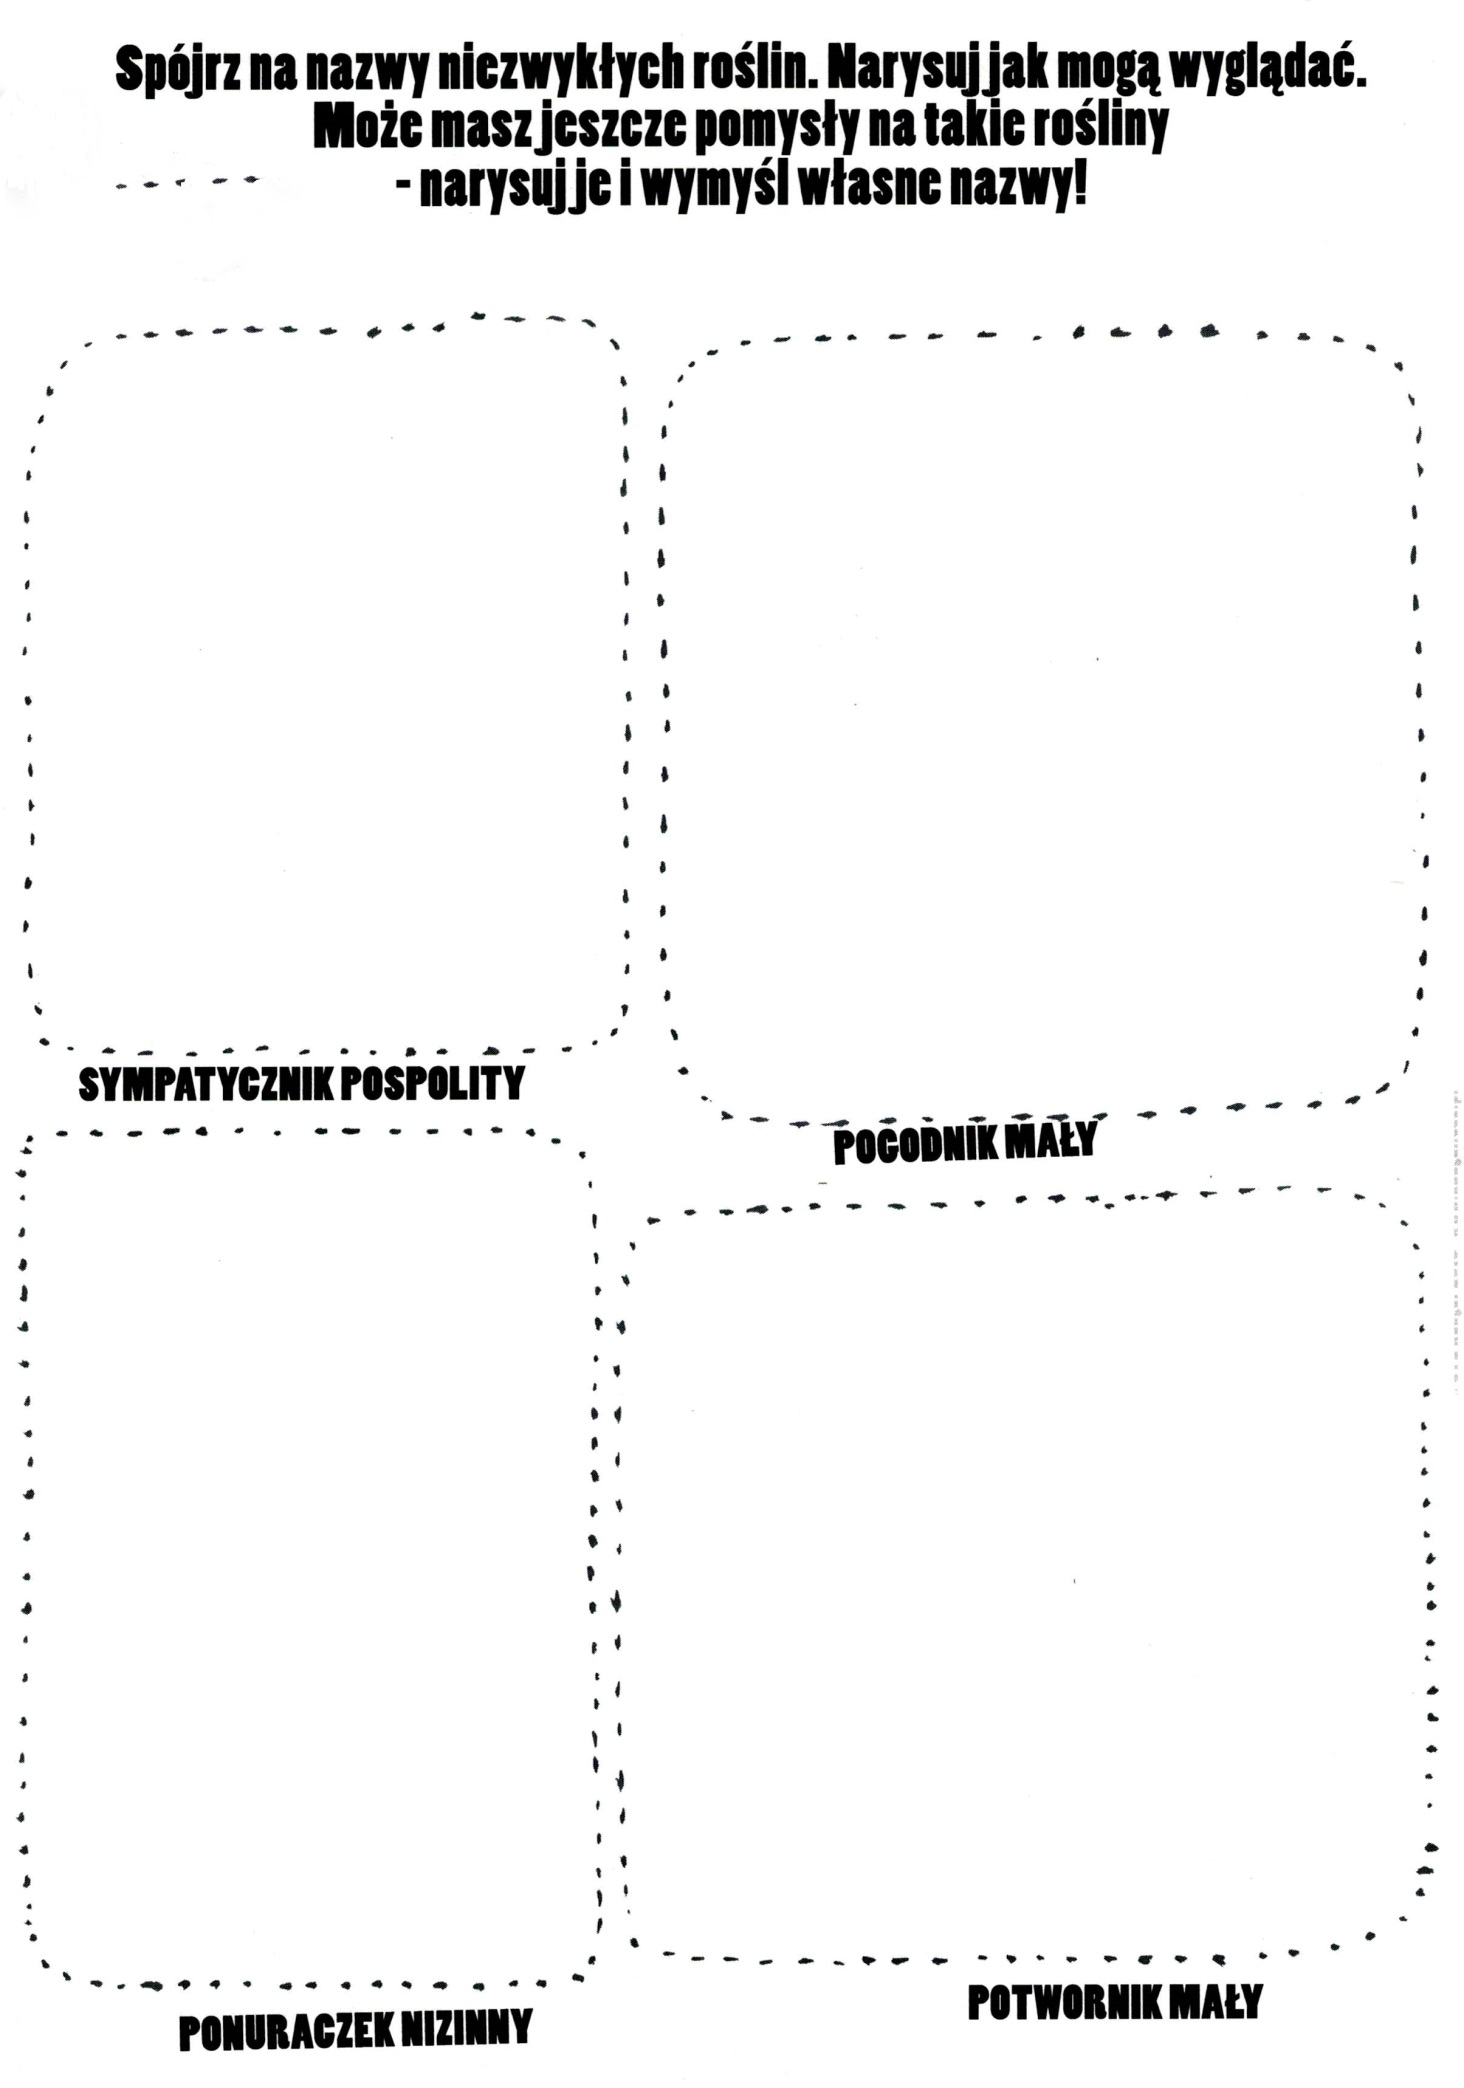 Spójrz na nazwy niezwykłych roślin. Narysuj jak mogą wyglądać.
Może masz jeszcze pomysły na takie rośliny
- narysuj je i wymyśl własne nazwy!
SYMPATYCZNIK POSPOLITY
POGODNIK MAŁY
PONURACZEK NIZINNY
POTWORNIK MAŁY